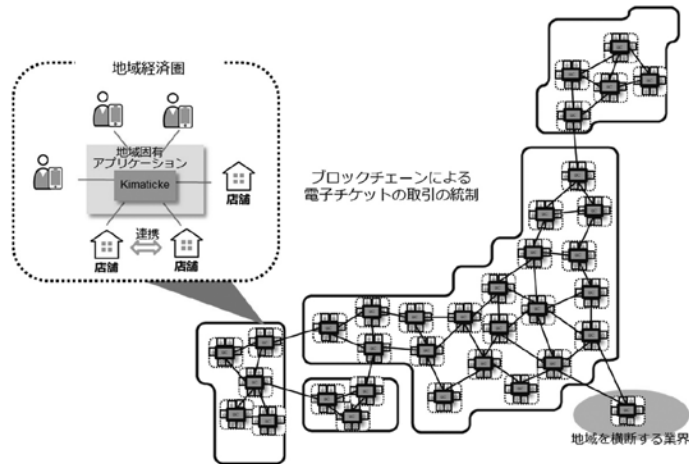 地域経済圏
地域固有
アプリケーション
Kimaticke
店舗
連携
店舗
店舗
ブロックチェーンによる
電子チケットの取引の統制
地域を横断する業界